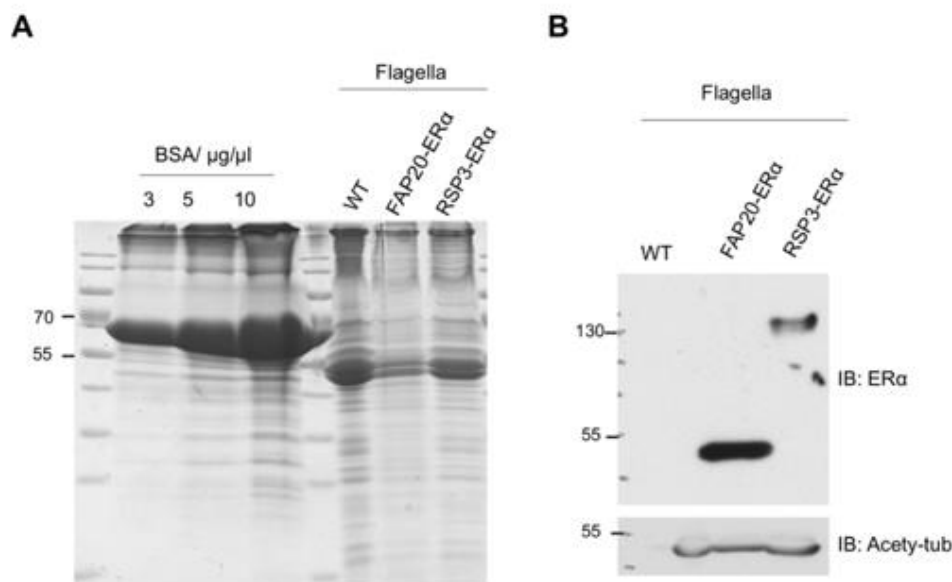 A
Flagella
BSA/ µg/µl
3 5 10
WT FAP20-ERα RSP3-ERα
70
55
B
Flagella
WT FAP20-ERα RSP3-ERα
130
IB: ERα
55
55
IB: Acety-tub